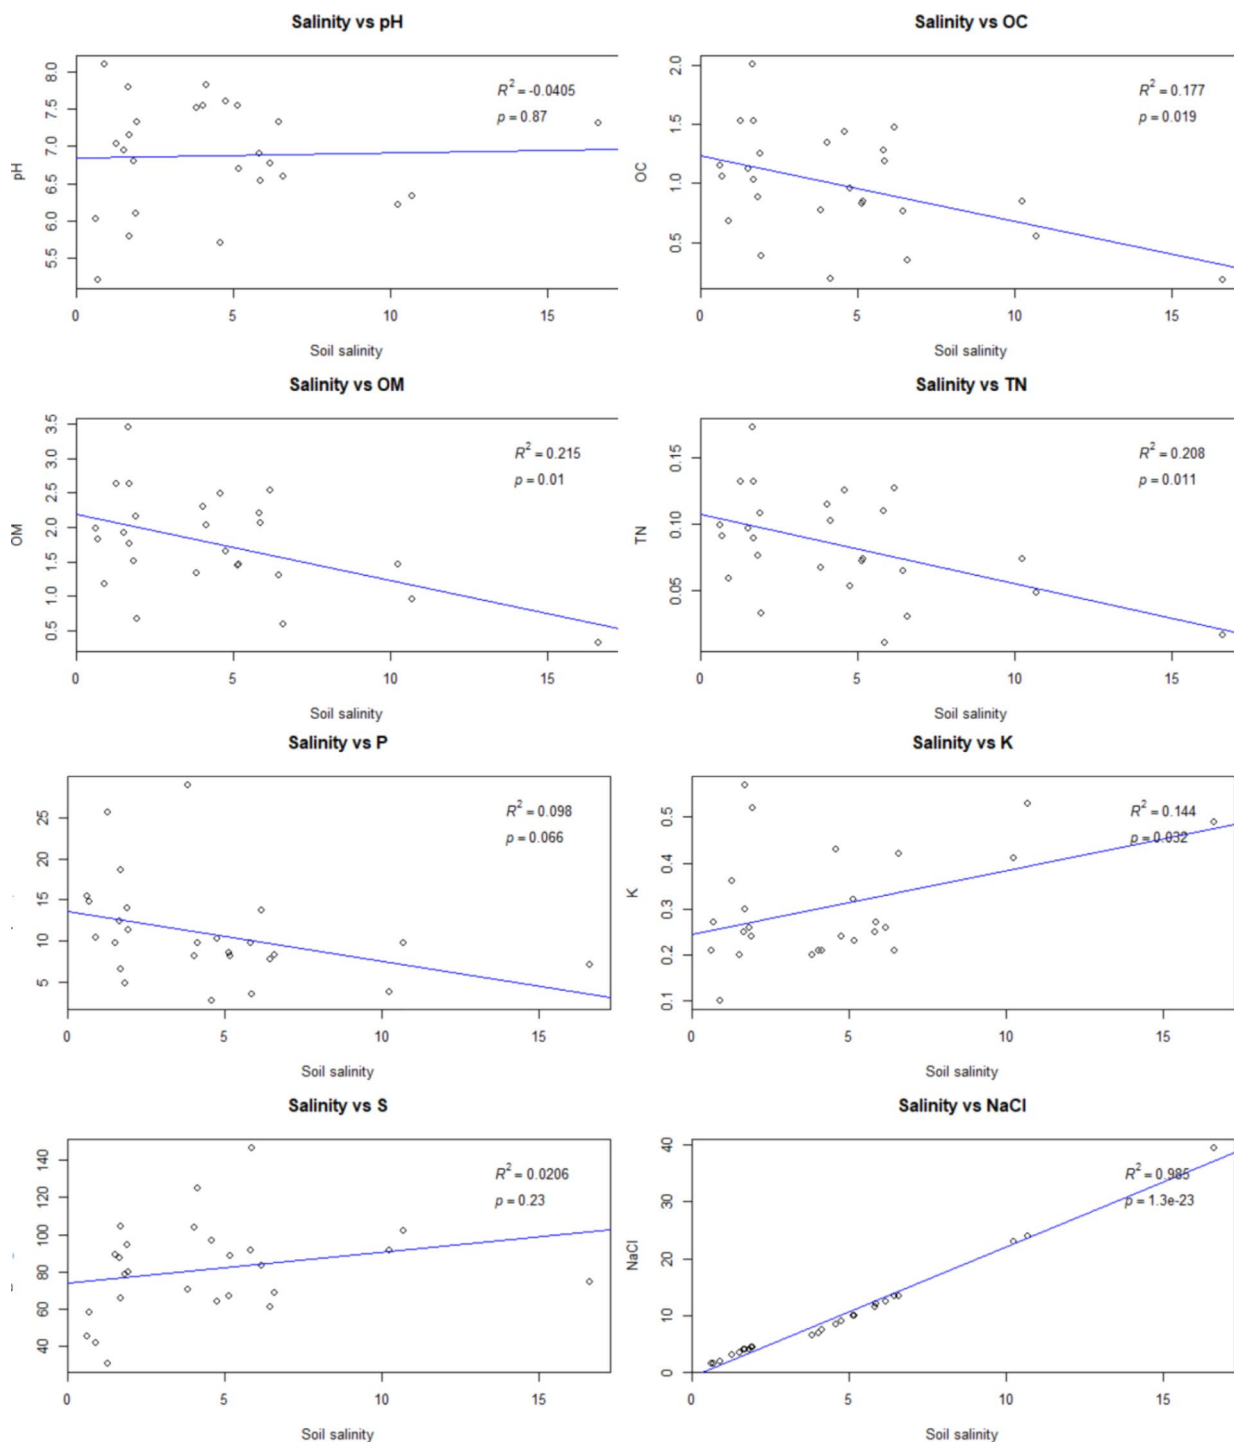 Salinity vs pH
R² = -0.0405
p = 0.87
pH
8.0
7.5
7.0
6.5
6.0
5.5
0 5 10 15
Soil salinity
Salinity vs OC
R² = 0.177
p = 0.019
OC
2.0
1.5
1.0
0.5
0 5 10 15
Soil salinity
Salinity vs OM
R² = 0.215
p = 0.01
OM
3.5
3.0
2.5
2.0
1.5
1.0
0.5
0 5 10 15
Soil salinity
Salinity vs TN
R² = 0.208
p = 0.011
TN
0.15
0.10
0.05
0 5 10 15
Soil salinity
Salinity vs P
R² = 0.098
p = 0.066
25
20
15
10
5
0 5 10 15
Soil salinity
Salinity vs K
R² = 0.144
p = 0.032
K
0.5
0.4
0.3
0.2
0.1
0 5 10 15
Soil salinity
Salinity vs S
R² = 0.0206
p = 0.23
140
120
100
80
60
40
0 5 10 15
Soil salinity
Salinity vs NaCl
R² = 0.985
p = 1.3e-23
NaCl
40
30
20
10
0
0 5 10 15
Soil salinity